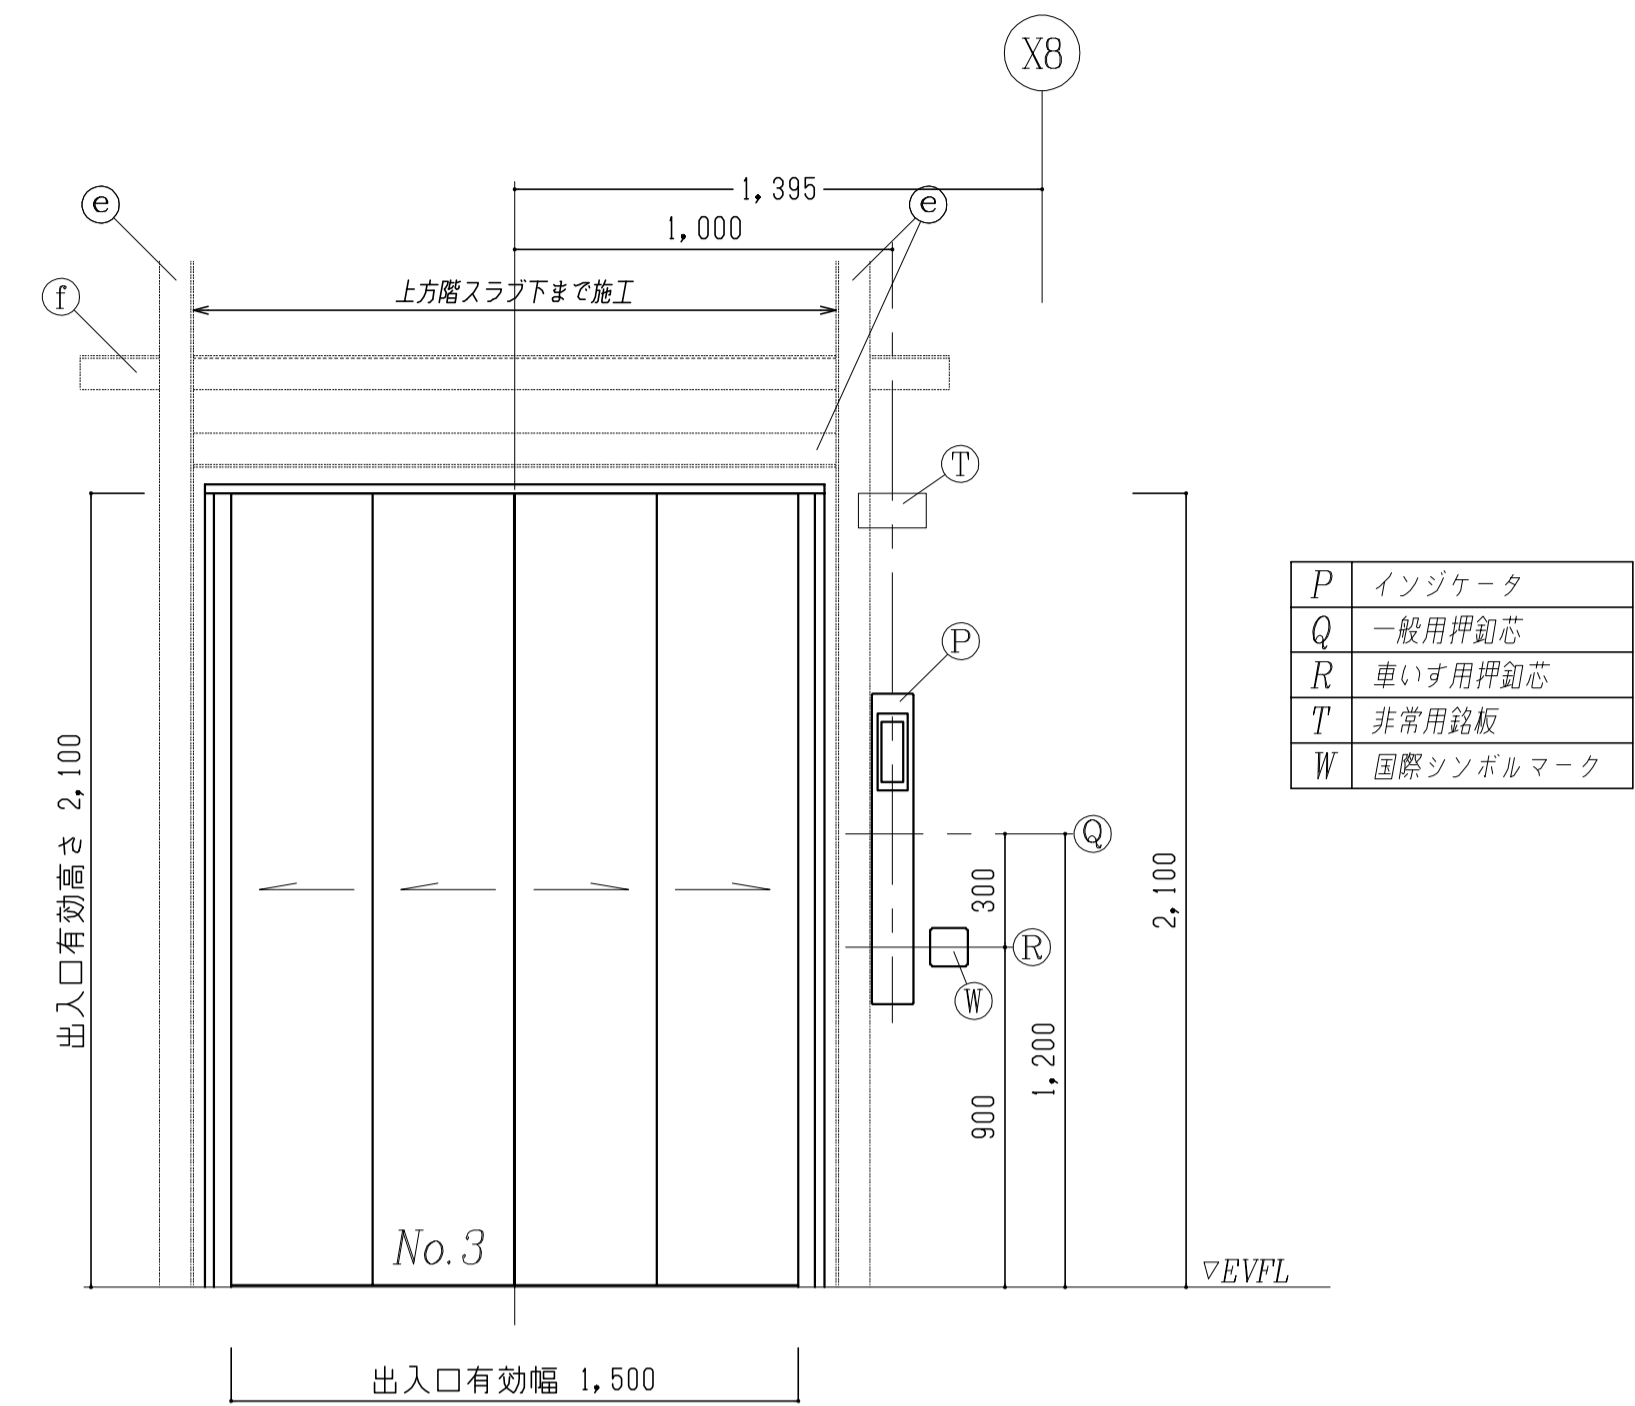 X8
1,395
e
e
1,000
上方階スラブ下まで施工
f
T
P
P インジケータ
Q 一般用押釦芯
R 車いす用押釦芯
T 非常用銘板
W 国際シンボルマーク
出入口有効高さ 2,100
Q
300
2,100
R
W
1,200
900
No.3
▽EVFL
出入口有効幅 1,500